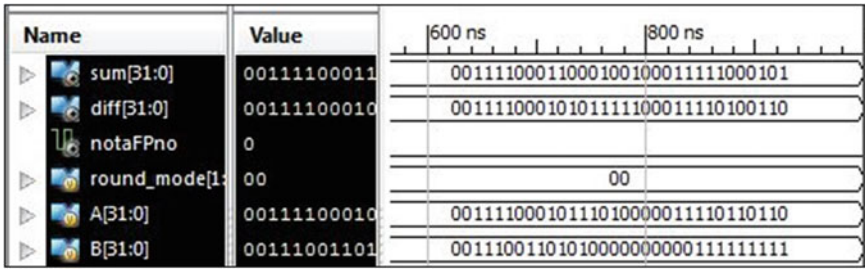 Name Value 600 ns 800 ns
sum[31:0] 00111100011 00111100011000100100011111000101
diff[31:0] 00111100010 00111100010101111100011110100110
notaFPno 0
round_mode[1: 00 00
A[31:0] 00111100010 00111100010111010000011110110110
B[31:0] 00111001101 00111001101010000000000111111111